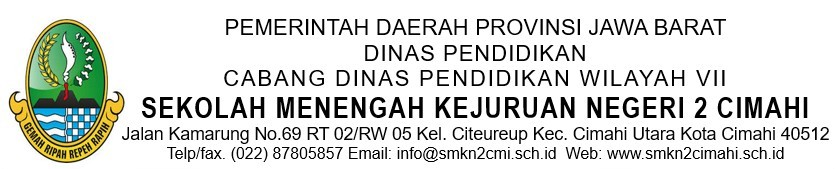 PEMERINTAH DAERAH PROVINSI JAWA BARAT
DINAS PENDIDIKAN
CABANG DINAS PENDIDIKAN WILAYAH VII
SEKOLAH MENENGAH KEJURUAN NEGERI 2 CIMAHI
Jalan Kamarung No.69 RT 02/RW 05 Kel. Citeureup Kec. Cimahi Utara Kota Cimahi 40512
Telp/fax. (022) 87805857 Email: info@smkn2cmi.sch.id Web: www.smkn2cimahi.sch.id
GEMAH RIPAH REPEH RAPIH